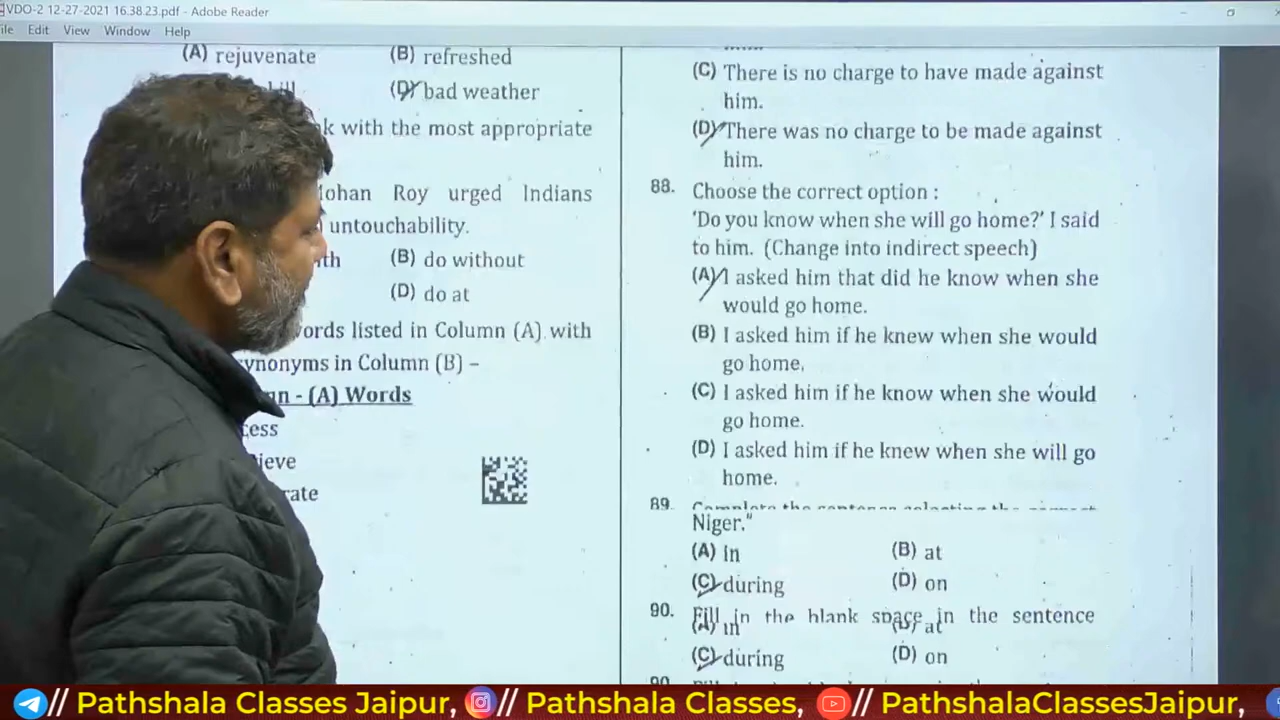 VDO-2 12-27-2021 16.38.23.pdf - Adobe Reader
ile Edit View Window Help
(A) rejuvenate (B) refreshed
(D) bad weather
with the most appropriate
Roy urged Indians
untouchability.
(B) do without
(D) do at
listed in Column (A) with
in Column (B) –
- (A) Words
(C) There is no charge to have made against
him.
(D) There was no charge to be made against
him.
88. Choose the correct option :
'Do you know when she will go home?' I said
to him. (Change into indirect speech)
(A) I asked him that did he know when she
would go home.
(B) I asked him if he knew when she would
go home.
(C) I asked him if he know when she would
go home.
(D) I asked him if he knew when she will go
home.
89.
Niger."
(A) in (B) at
(C) during (D) on
90. Fill in the blank space in the sentence
(A) in (B) at
(C) during (D) on
90.
// Pathshala Classes Jaipur, // Pathshala Classes, // PathshalaClassesJaipur,